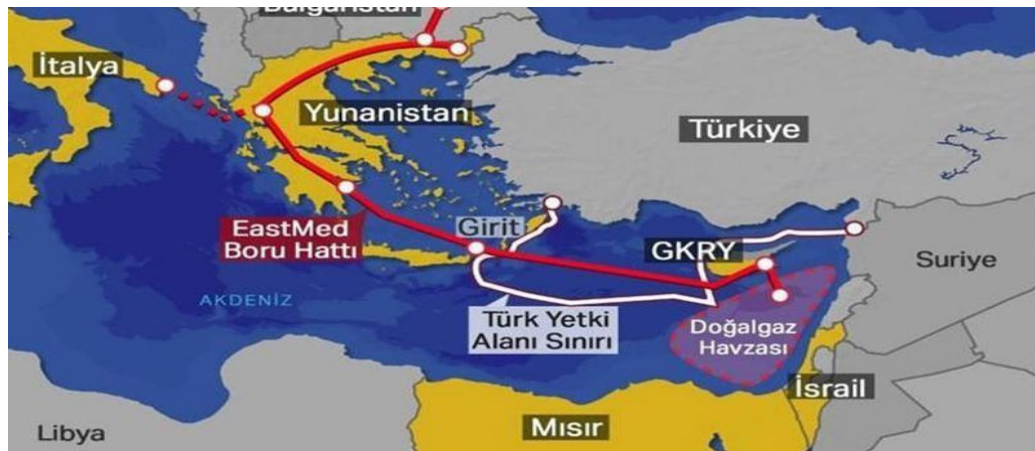 Bulgaristan
İtalya
Yunanistan
Türkiye
EastMed
Boru Hattı
Girit
GKRY
Suriye
AKDENİZ
Türk Yetki
Alanı Sınırı
Doğalgaz
Havzası
İsrail
Libya
Mısır